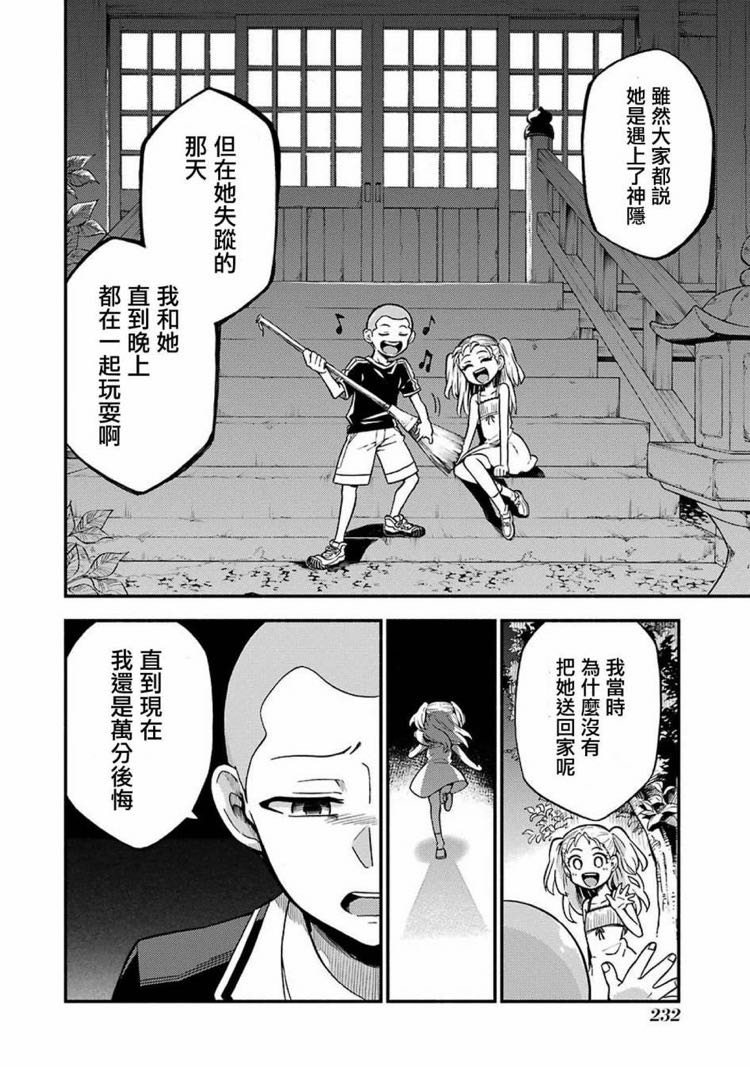 雖然大家都說
她是遇上了神隱
但在她失蹤的
那天
我和她
直到晚上
都在一起玩耍啊
我當時
為什麼沒有
把她送回家呢
直到現在
我還是萬分後悔
232